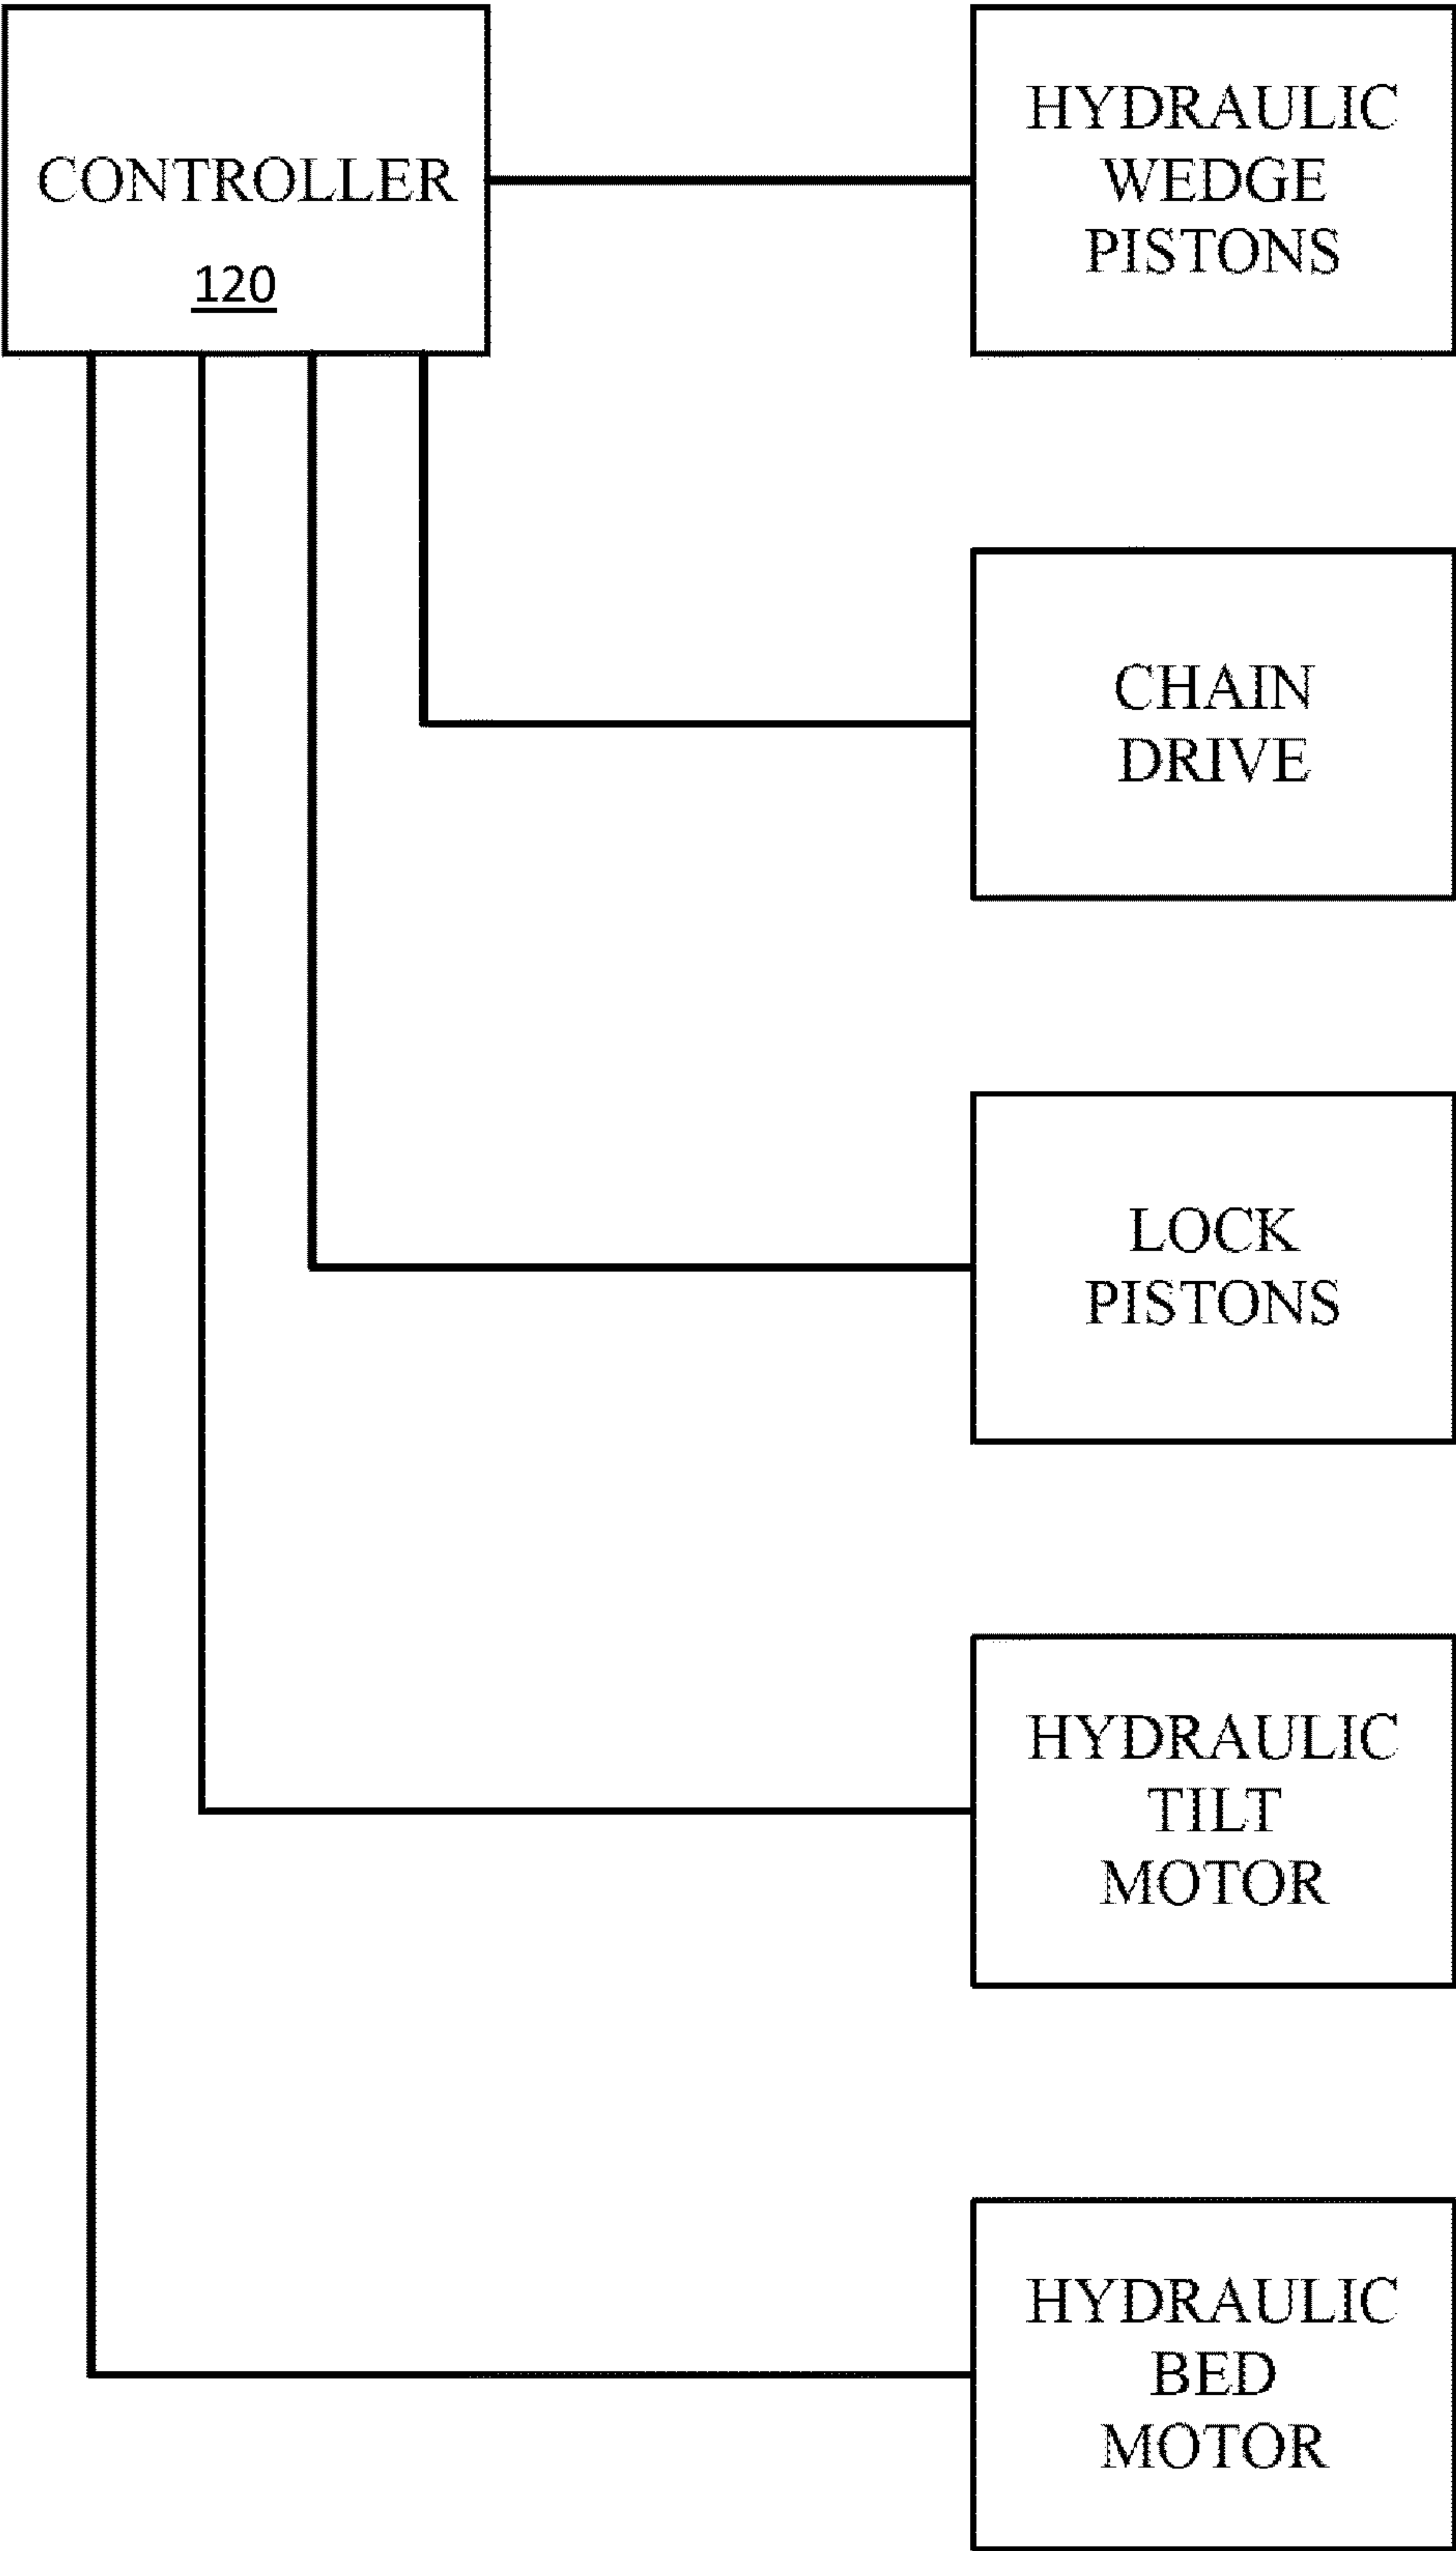 CONTROLLER
120
HYDRAULIC
WEDGE
PISTONS
CHAIN
DRIVE
LOCK
PISTONS
HYDRAULIC
TILT
MOTOR
HYDRAULIC
BED
MOTOR